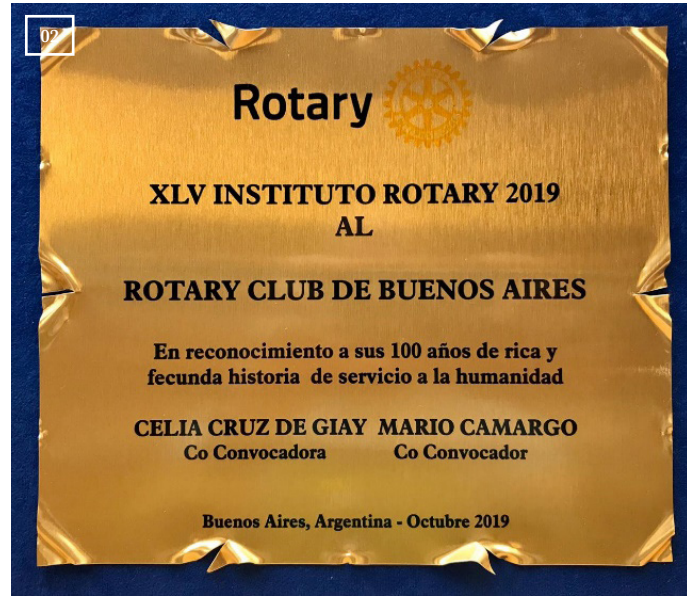 02
Rotary
XLV INSTITUTO ROTARY 2019
AL
ROTARY CLUB DE BUENOS AIRES
En reconocimiento a sus 100 años de rica y
fecunda historia de servicio a la humanidad
CELIA CRUZ DE GIAY MARIO CAMARGO
Co Convocadora Co Convocador
Buenos Aires, Argentina - Octubre 2019